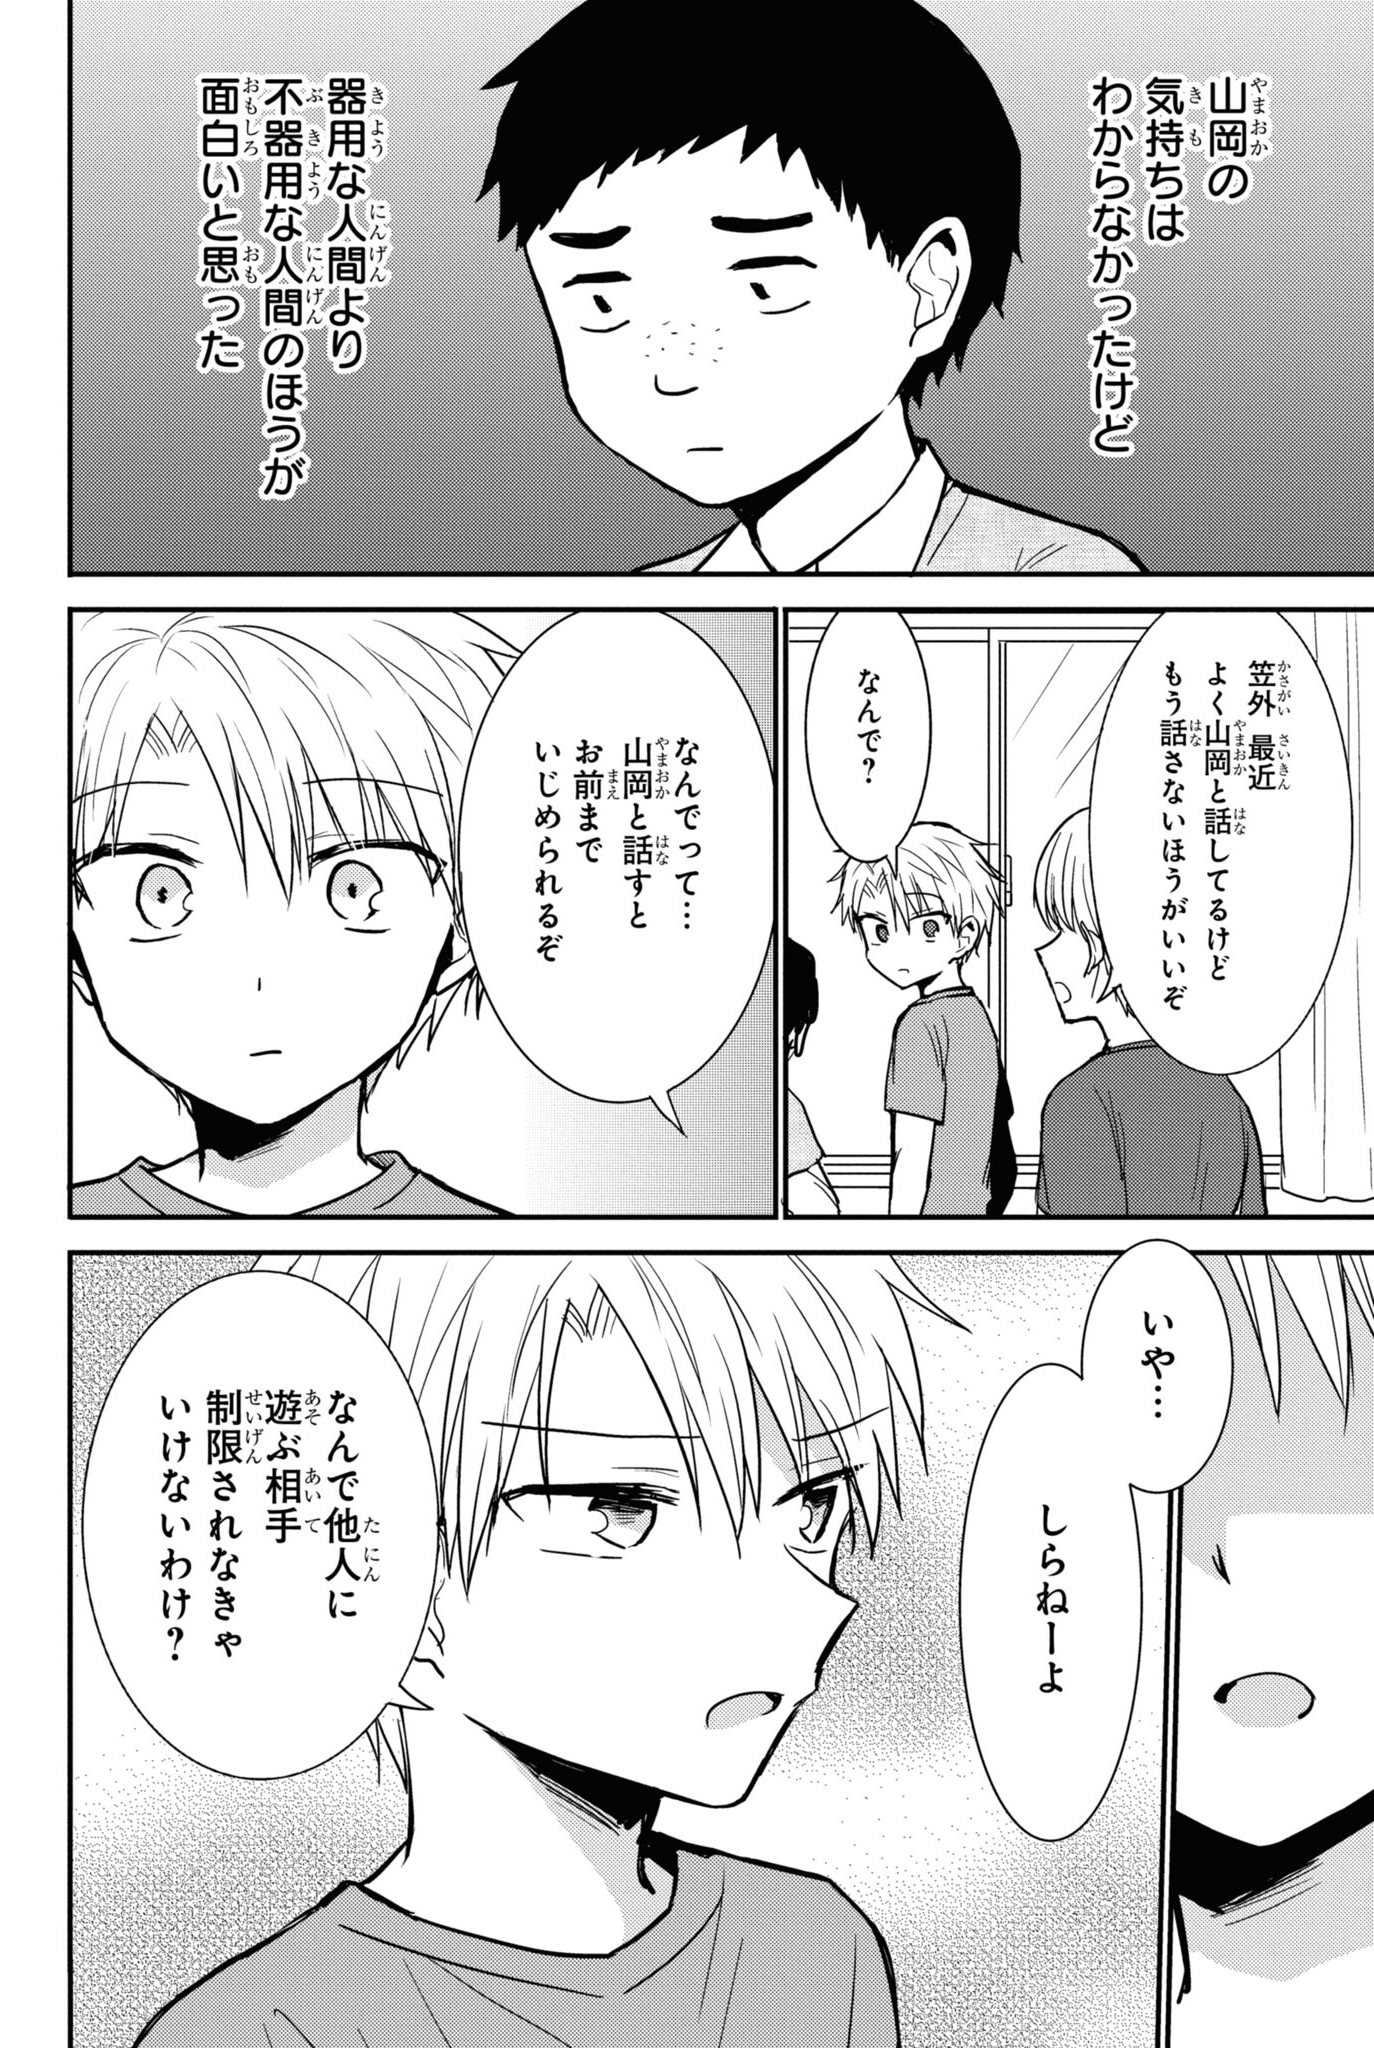 山岡の
気持ちは
わからなかったけど
器用な人間より
不器用な人間のほうが
面白いと思った
笠外 最近
よく山岡と話してるけど
もう話さないほうがいいぞ
なんで?
なんでって…
山岡と話すと
お前まで
いじめられるぞ
いや…
しらねーよ
なんで他人に
遊ぶ相手
制限されなきゃ
いけないわけ?